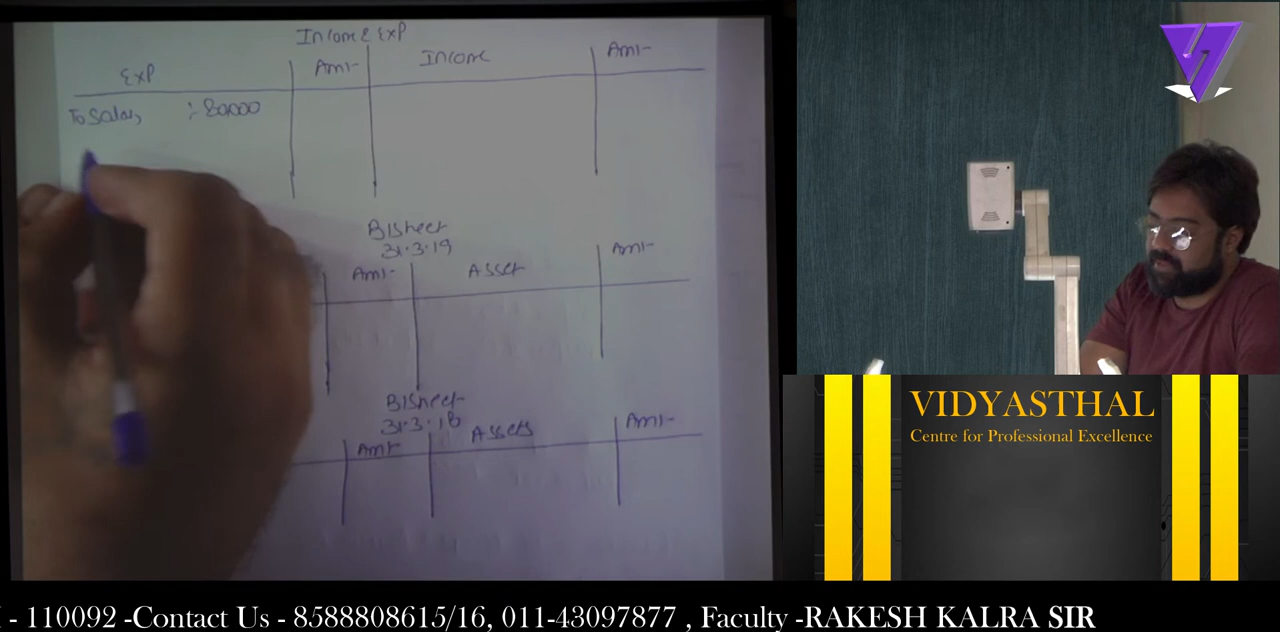 Income & Exp
Exp Amt- Income Amt-
To Salary :- 80,000
B/Sheet
31.3.19
Amt- Asset Amt-
B/Sheet
31.3.18
Amt Assets Amt-
VIDYASTHAL
Centre for Professional Excellence
- 110092 -Contact Us - 8588808615/16, 011-43097877 , Faculty -RAKESH KALRA SIR